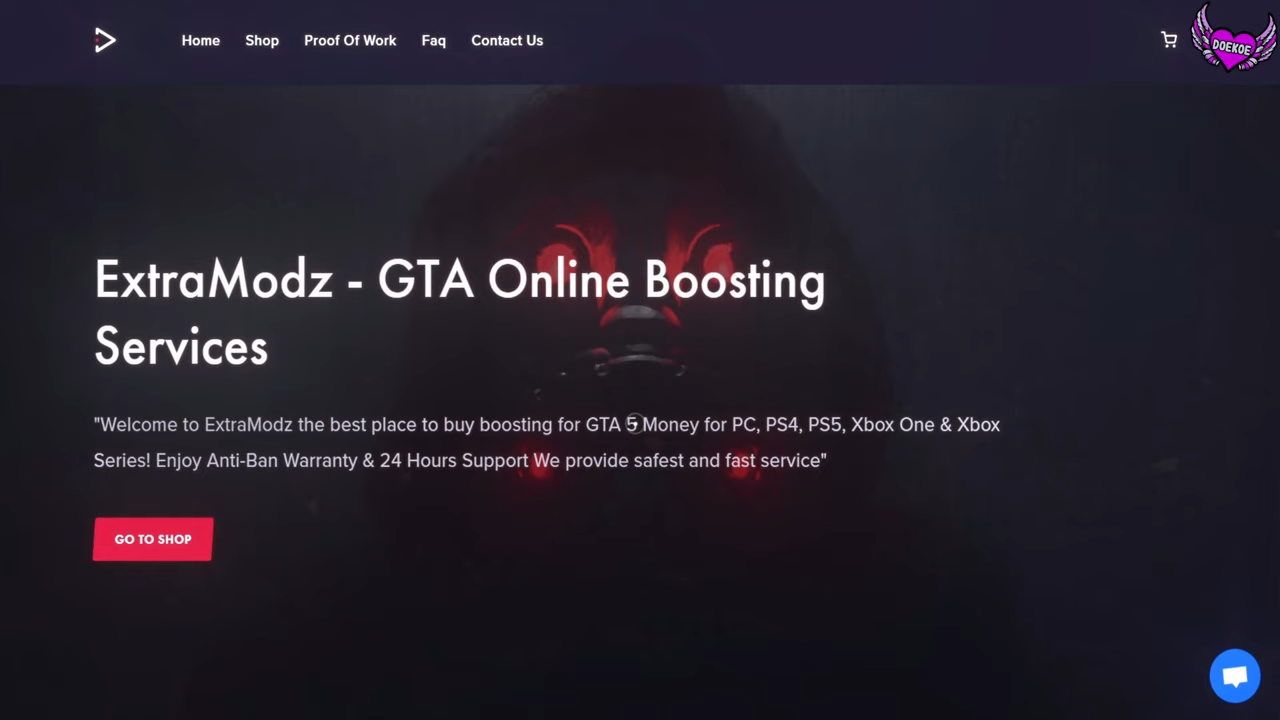 Home Shop Proof Of Work Faq Contact Us
DOEKOE
ExtraModz - GTA Online Boosting
Services
"Welcome to ExtraModz the best place to buy boosting for GTA 5 Money for PC, PS4, PS5, Xbox One & Xbox
Series! Enjoy Anti-Ban Warranty & 24 Hours Support We provide safest and fast service"
GO TO SHOP